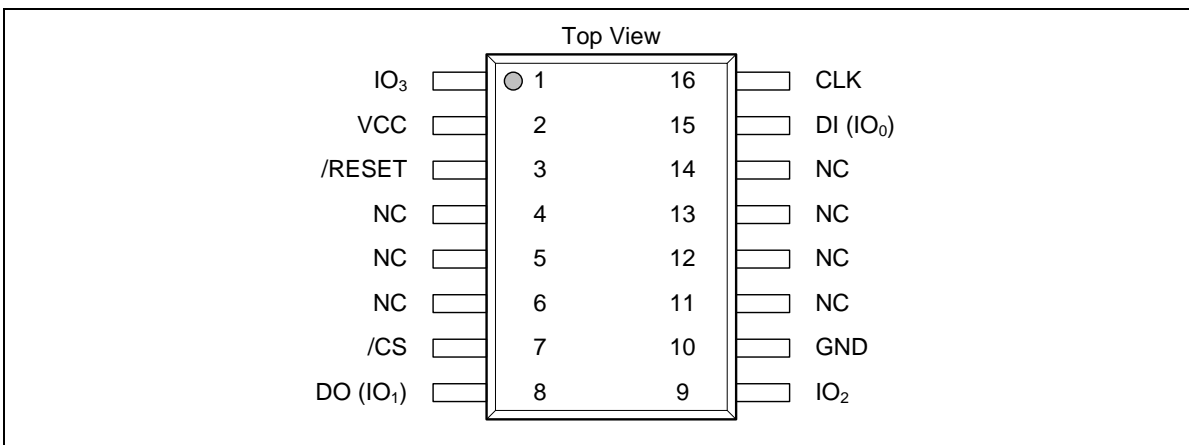 Top View
IO₃ 1 16 CLK
VCC 2 15 DI (IO₀)
/RESET 3 14 NC
NC 4 13 NC
NC 5 12 NC
NC 6 11 NC
/CS 7 10 GND
DO (IO₁) 8 9 IO₂